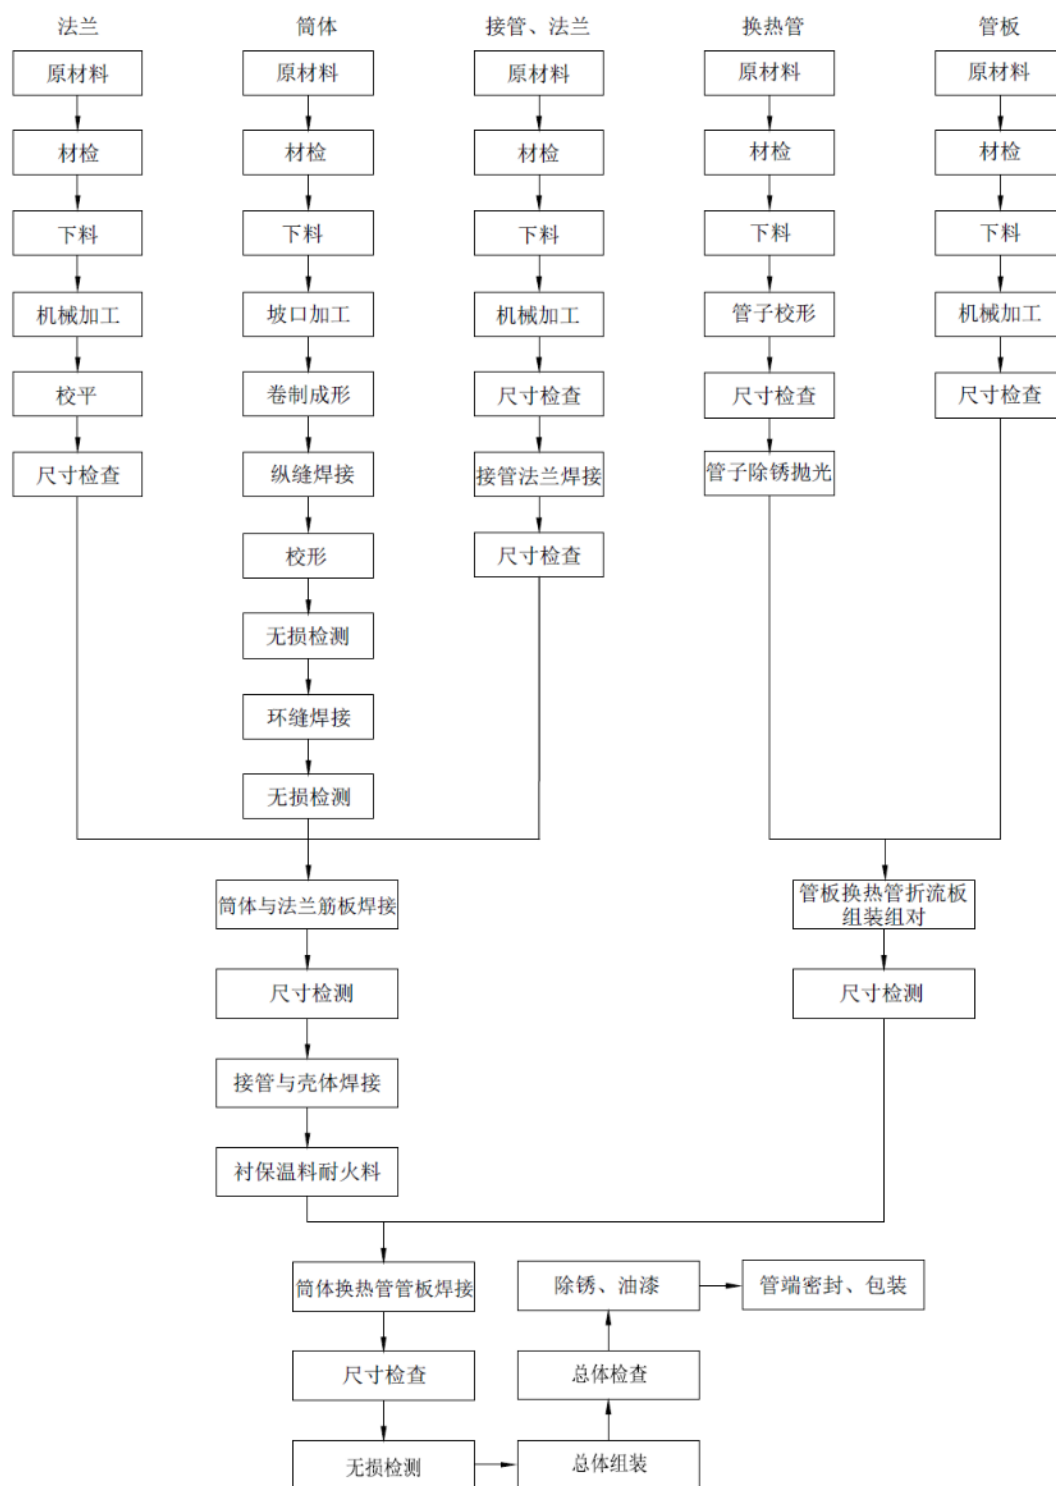 法兰
筒体
接管、法兰
换热管
管板
原材料
原材料
原材料
原材料
原材料
材检
材检
材检
材检
材检
下料
下料
下料
下料
下料
机械加工
坡口加工
机械加工
管子校形
机械加工
校平
卷制成形
尺寸检查
尺寸检查
尺寸检查
尺寸检查
纵缝焊接
接管法兰焊接
管子除锈抛光
校形
尺寸检查
无损检测
环缝焊接
无损检测
筒体与法兰筋板焊接
管板换热管折流板
组装组对
尺寸检测
尺寸检测
接管与壳体焊接
衬保温料耐火料
筒体换热管管板焊接
除锈、油漆
管端密封、包装
尺寸检查
总体检查
无损检测
总体组装